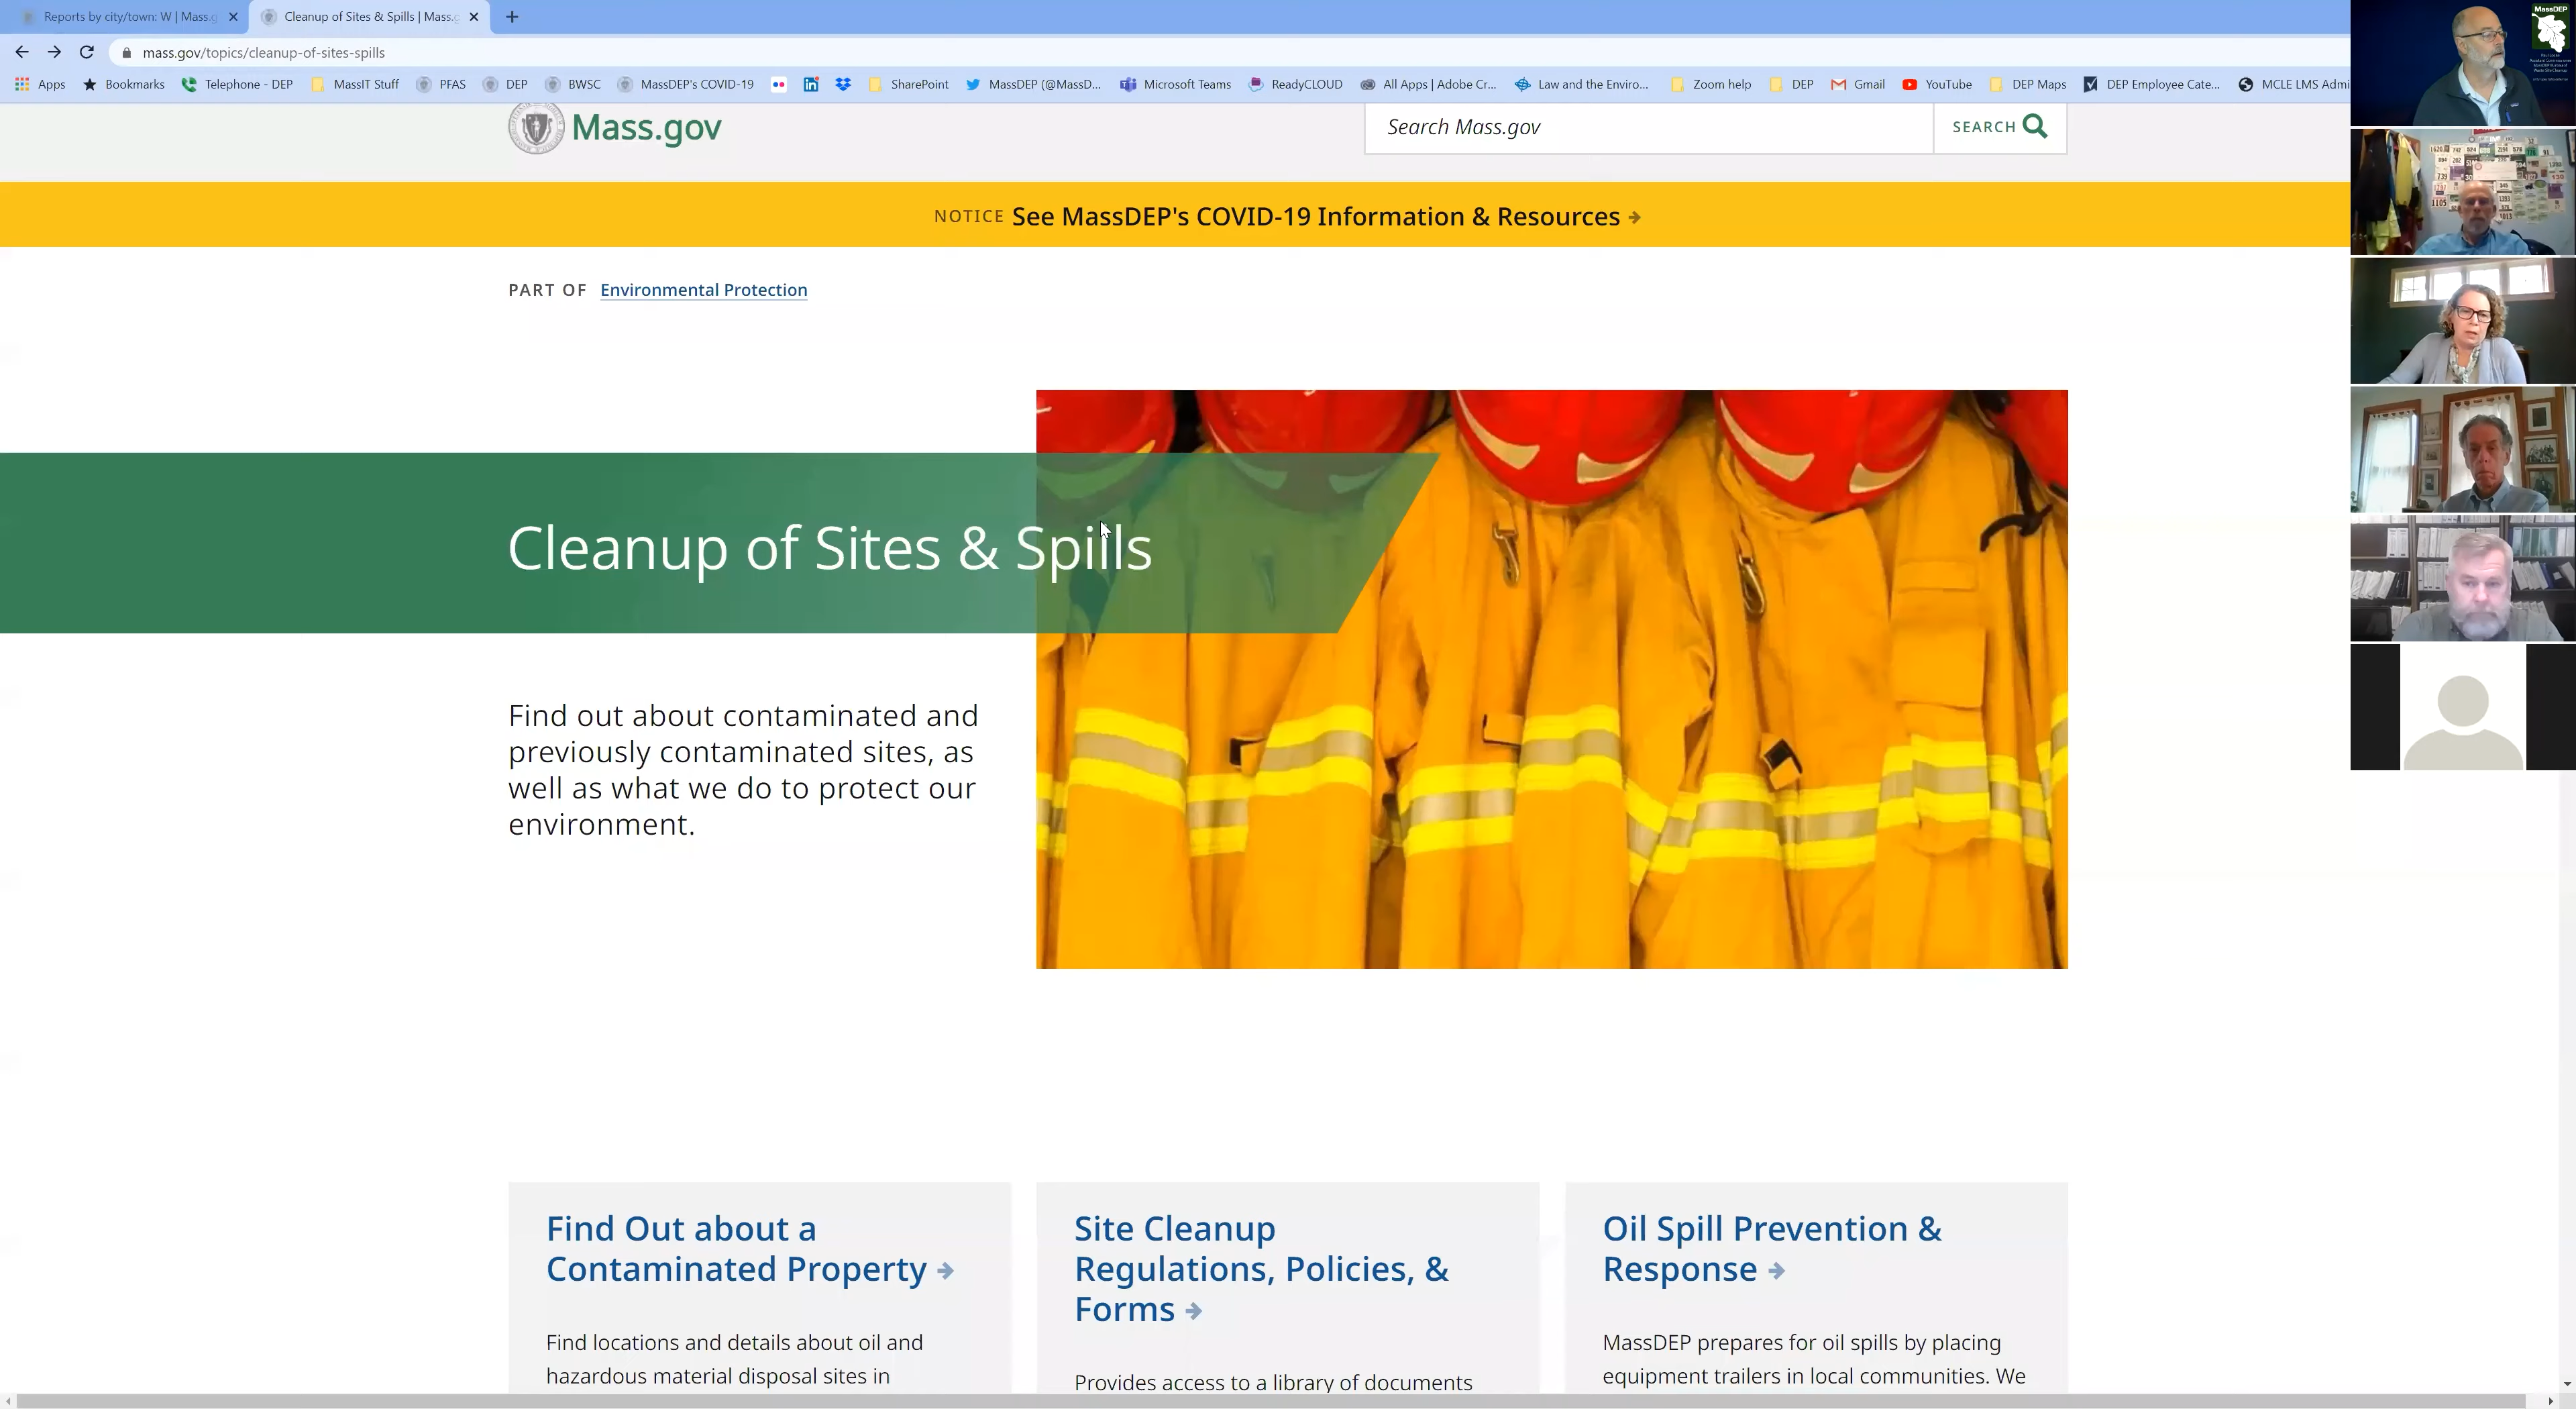 Reports by city/town: W | Mass.g
Cleanup of Sites & Spills | Mass.g
mass.gov/topics/cleanup-of-sites-spills
Apps
Bookmarks
Telephone - DEP
MassIT Stuff
PFAS
DEP
BWSC
MassDEP's COVID-19
SharePoint
MassDEP (@MassD...
Microsoft Teams
ReadyCLOUD
All Apps | Adobe Cr...
Law and the Enviro...
Zoom help
DEP
Gmail
YouTube
DEP Maps
DEP Employee Cate...
MCLE LMS Admi
MassDEP
Mass.gov
Search Mass.gov
SEARCH
NOTICE See MassDEP's COVID-19 Information & Resources
PART OF Environmental Protection
Cleanup of Sites & Spills
Find out about contaminated and
previously contaminated sites, as
well as what we do to protect our
environment.
Find Out about a
Contaminated Property
Find locations and details about oil and
hazardous material disposal sites in
Site Cleanup
Regulations, Policies, &
Forms
Provides access to a library of documents
Oil Spill Prevention &
Response
MassDEP prepares for oil spills by placing
equipment trailers in local communities. We